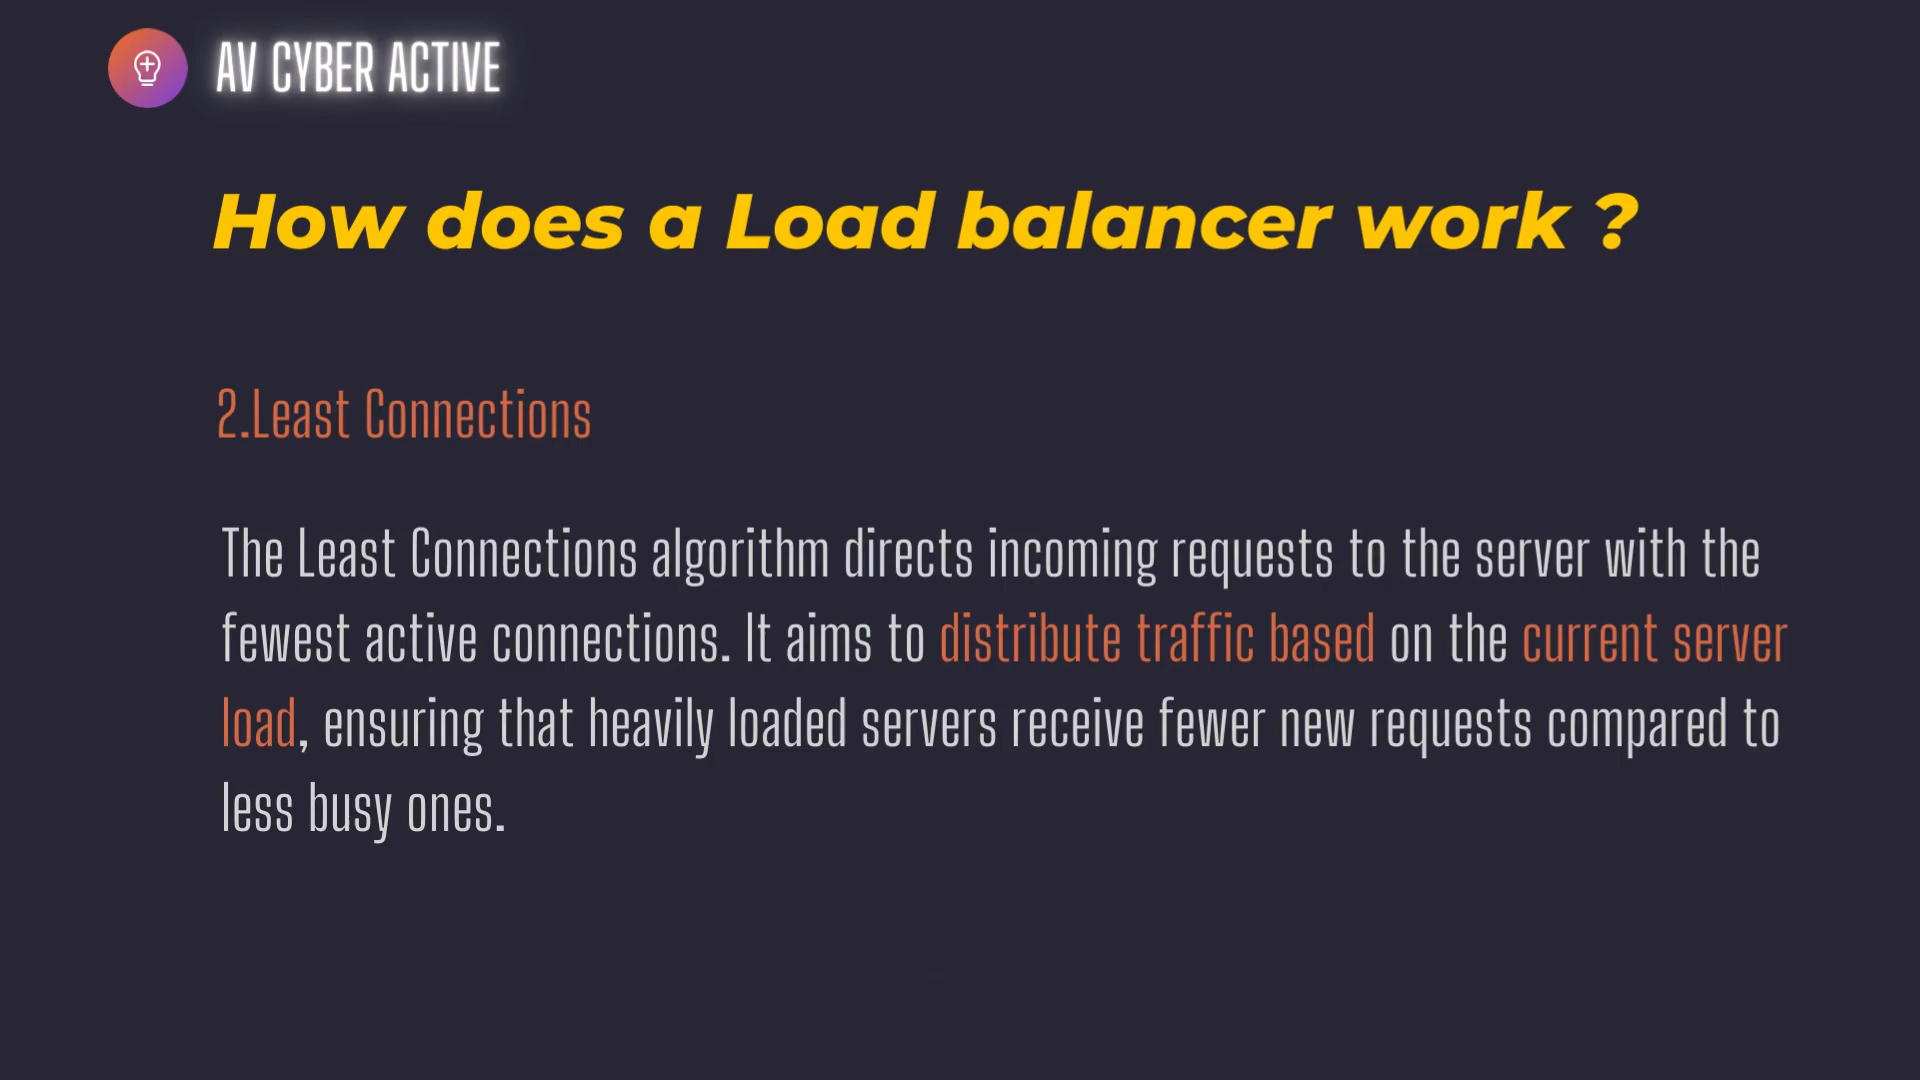 AV CYBER ACTIVE
How does a Load balancer work ?
2.Least Connections
The Least Connections algorithm directs incoming requests to the server with the
fewest active connections. It aims to distribute traffic based on the current server
load, ensuring that heavily loaded servers receive fewer new requests compared to
less busy ones.